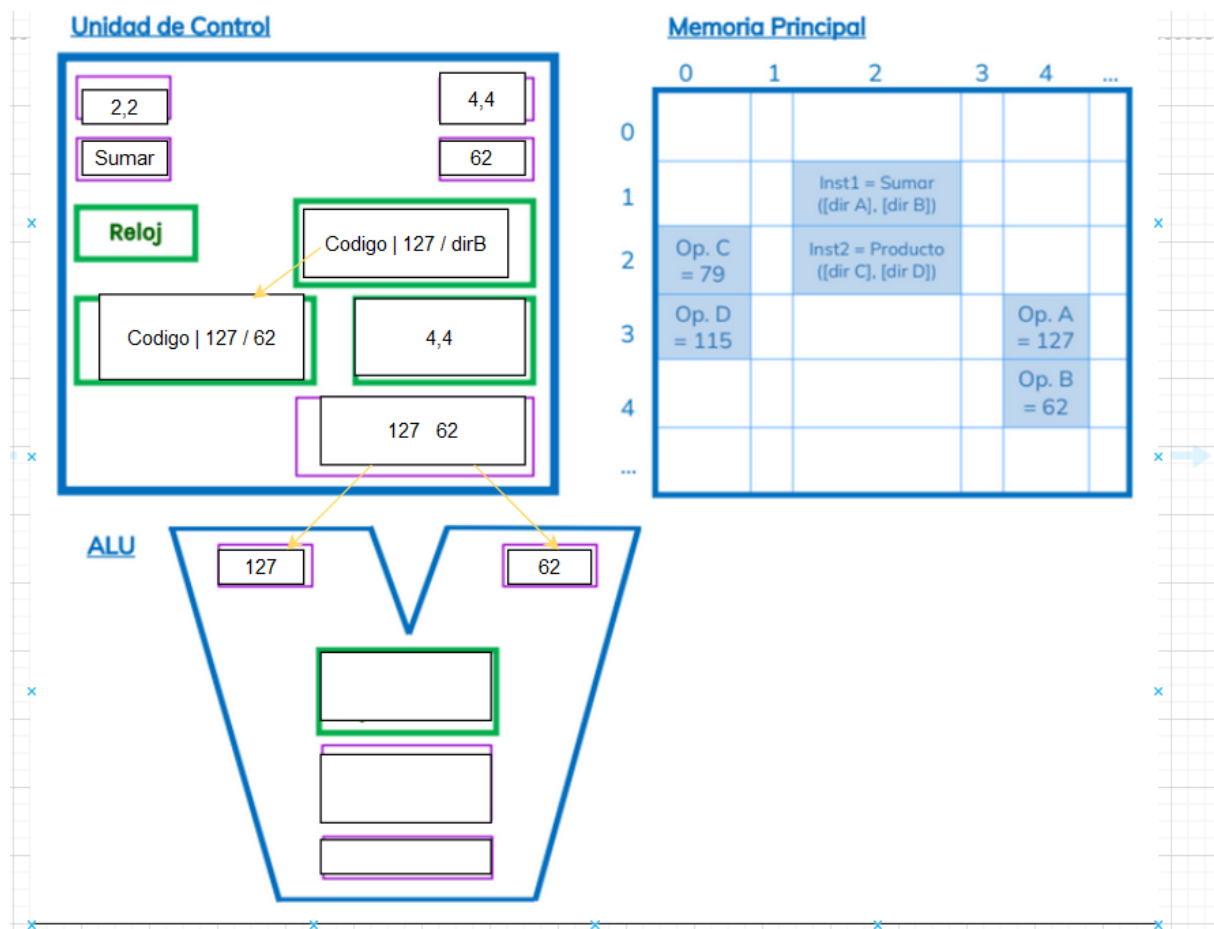 Unidad de Control
2,2
4,4
Sumar
62
Reloj
Codigo | 127 / dirB
Codigo | 127 / 62
4,4
127 62
Memoria Principal
0 1 2 3 4 ...
0
1
Inst1 = Sumar
([dir A], [dir B])
2
Op. C
= 79
Inst2 = Producto
([dir C], [dir D])
3
Op. D
= 115
Op. A
= 127
4
Op. B
= 62
...
ALU
127
62